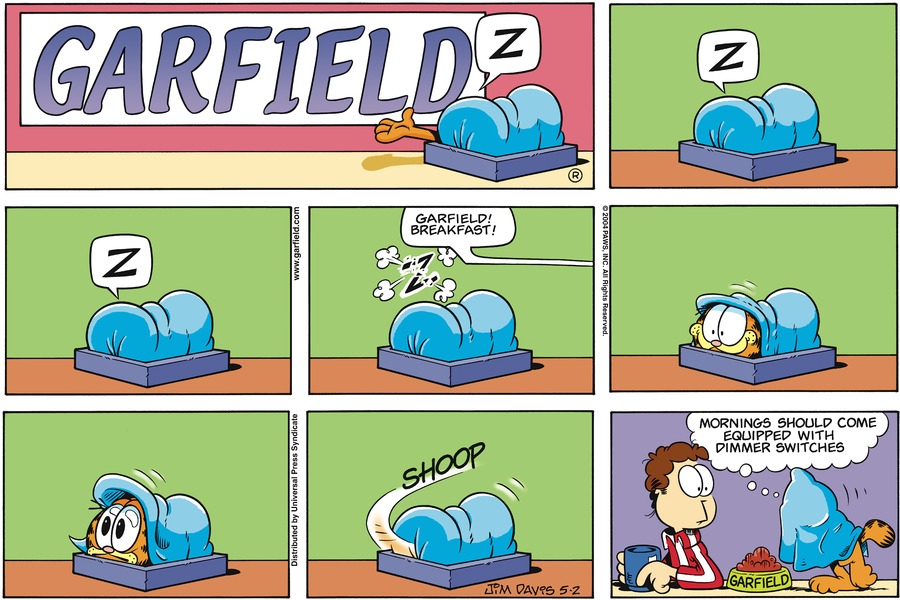 GARFIELD
Z
®
Z
Z
www.garfield.com
GARFIELD!
BREAKFAST!
Z
© 2004 PAWS, INC. All Rights Reserved.
Distributed by Universal Press Syndicate
SHOOP
JIM DAVIS 5-2
MORNINGS SHOULD COME
EQUIPPED WITH
DIMMER SWITCHES
GARFIELD